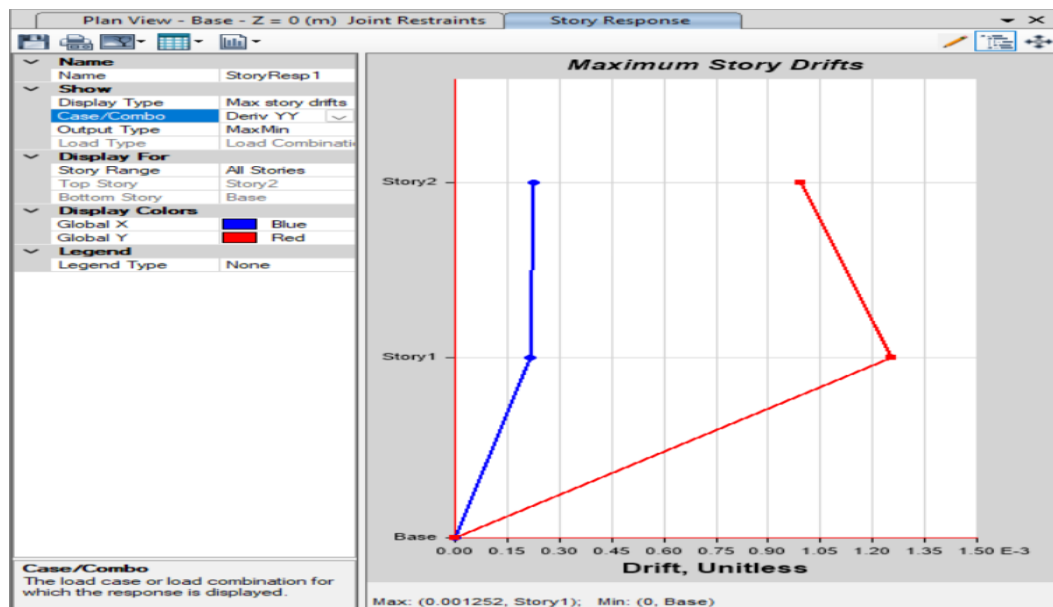 Plan View - Base - Z = 0 (m) Joint Restraints
Story Response
Name
Name StoryResp1
Show
Display Type Max story drifts
Case/Combo Deriv YY
Output Type MaxMin
Load Type Load Combinati
Display For
Story Range All Stories
Top Story Story2
Bottom Story Base
Display Colors
Global X Blue
Global Y Red
Legend
Legend Type None
Case/Combo
The load case or load combination for
which the response is displayed.
Maximum Story Drifts
Story2
Story1
Base
0.00 0.15 0.30 0.45 0.60 0.75 0.90 1.05 1.20 1.35 1.50 E-3
Drift, Unitless
Max: (0.001252, Story1); Min: (0, Base)